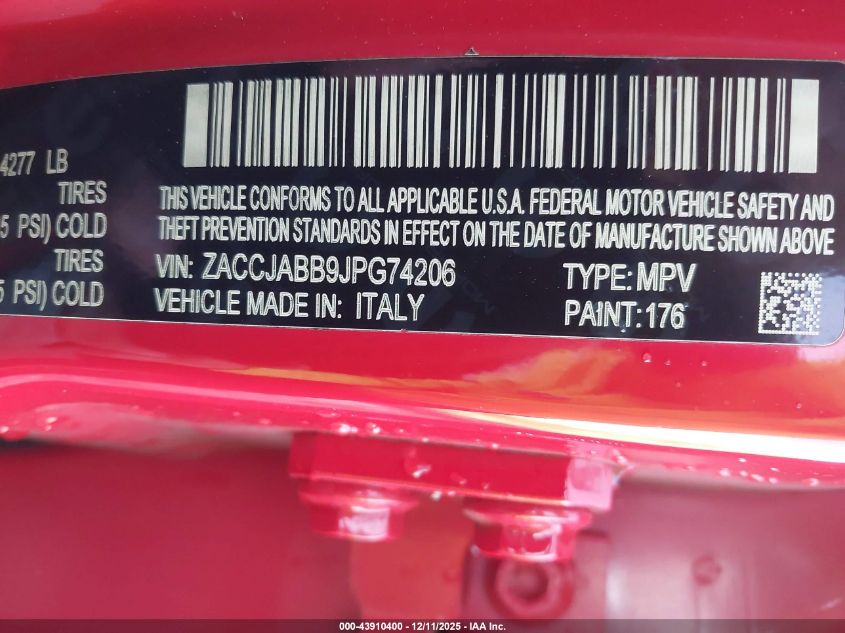 4277 LB
TIRES
5 PSI) COLD
TIRES
5 PSI) COLD
THIS VEHICLE CONFORMS TO ALL APPLICABLE U.S.A. FEDERAL MOTOR VEHICLE SAFETY AND
THEFT PREVENTION STANDARDS IN EFFECT ON THE DATE OF MANUFACTURE SHOWN ABOVE
VIN: ZACCJABB9JPG74206 TYPE: MPV
VEHICLE MADE IN: ITALY PAINT: 176
000-43910400 - 12/11/2025 - IAA Inc.